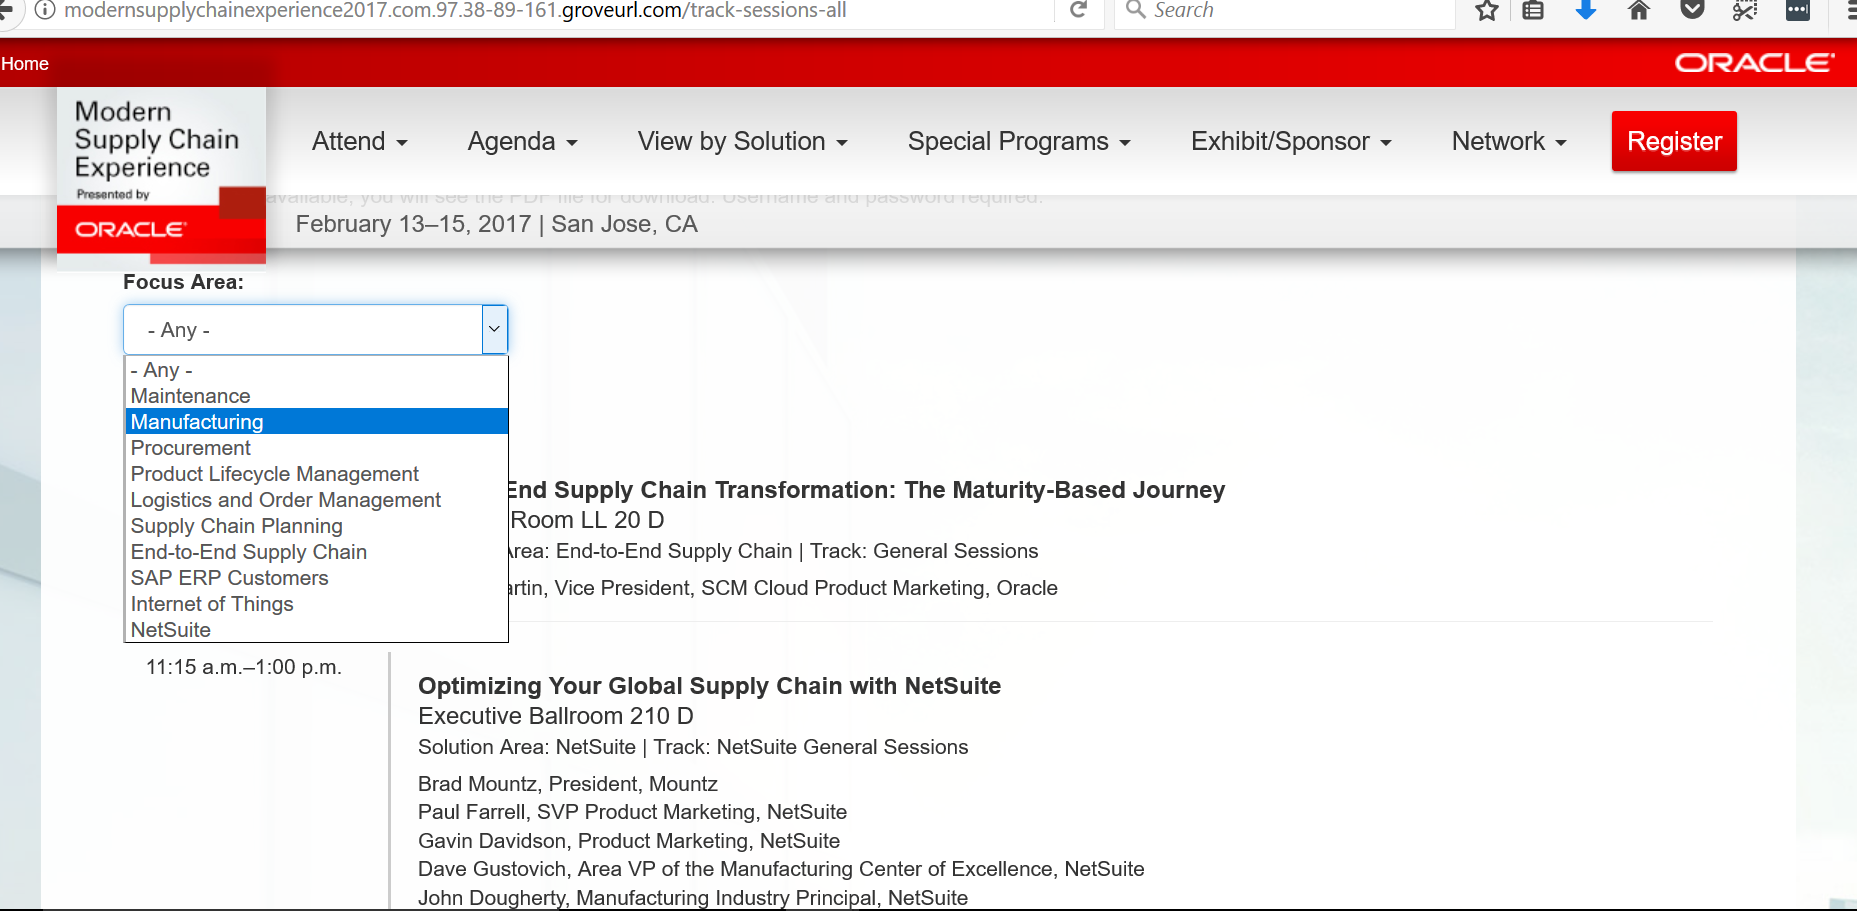 modernsupplychainexperience2017.com.97.38-89-161.groveurl.com/track-sessions-all
Search
Home
ORACLE
Modern
Supply Chain
Experience
Presented by
ORACLE
Attend
Agenda
View by Solution
Special Programs
Exhibit/Sponsor
Network
Register
available, you will see the PDF file for download. Username and password required.
February 13–15, 2017 | San Jose, CA
Focus Area:
- Any -
- Any -
Maintenance
Manufacturing
Procurement
Product Lifecycle Management
Logistics and Order Management
Supply Chain Planning
End-to-End Supply Chain
SAP ERP Customers
Internet of Things
NetSuite
End Supply Chain Transformation: The Maturity-Based Journey
Room LL 20 D
Area: End-to-End Supply Chain | Track: General Sessions
artin, Vice President, SCM Cloud Product Marketing, Oracle
11:15 a.m.–1:00 p.m.
Optimizing Your Global Supply Chain with NetSuite
Executive Ballroom 210 D
Solution Area: NetSuite | Track: NetSuite General Sessions
Brad Mountz, President, Mountz
Paul Farrell, SVP Product Marketing, NetSuite
Gavin Davidson, Product Marketing, NetSuite
Dave Gustovich, Area VP of the Manufacturing Center of Excellence, NetSuite
John Dougherty, Manufacturing Industry Principal, NetSuite